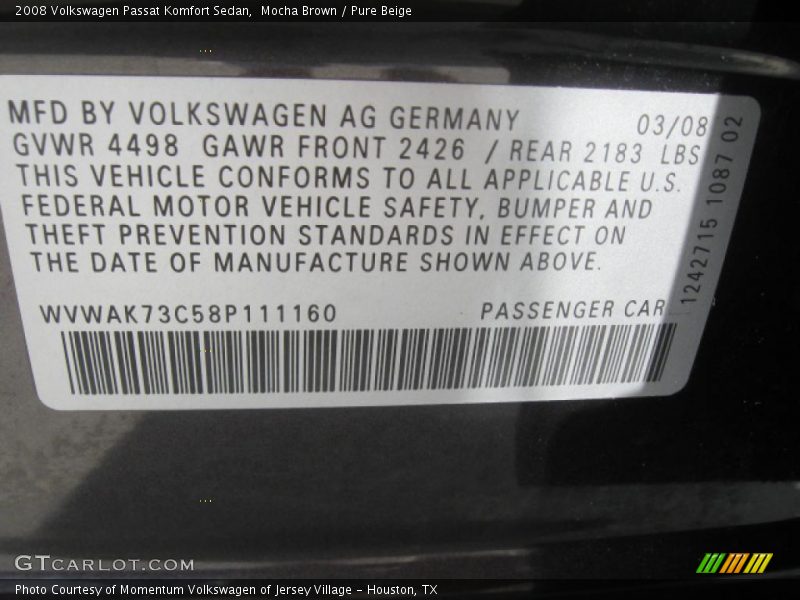 2008 Volkswagen Passat Komfort Sedan, Mocha Brown / Pure Beige
MFD BY VOLKSWAGEN AG GERMANY 03/08
GVWR 4498 GAWR FRONT 2426 / REAR 2183 LBS
THIS VEHICLE CONFORMS TO ALL APPLICABLE U.S.
FEDERAL MOTOR VEHICLE SAFETY, BUMPER AND
THEFT PREVENTION STANDARDS IN EFFECT ON
THE DATE OF MANUFACTURE SHOWN ABOVE.
WVWAK73C58P111160 PASSENGER CAR
1242715 1087 02
GTCARLOT.COM
Photo Courtesy of Momentum Volkswagen of Jersey Village - Houston, TX